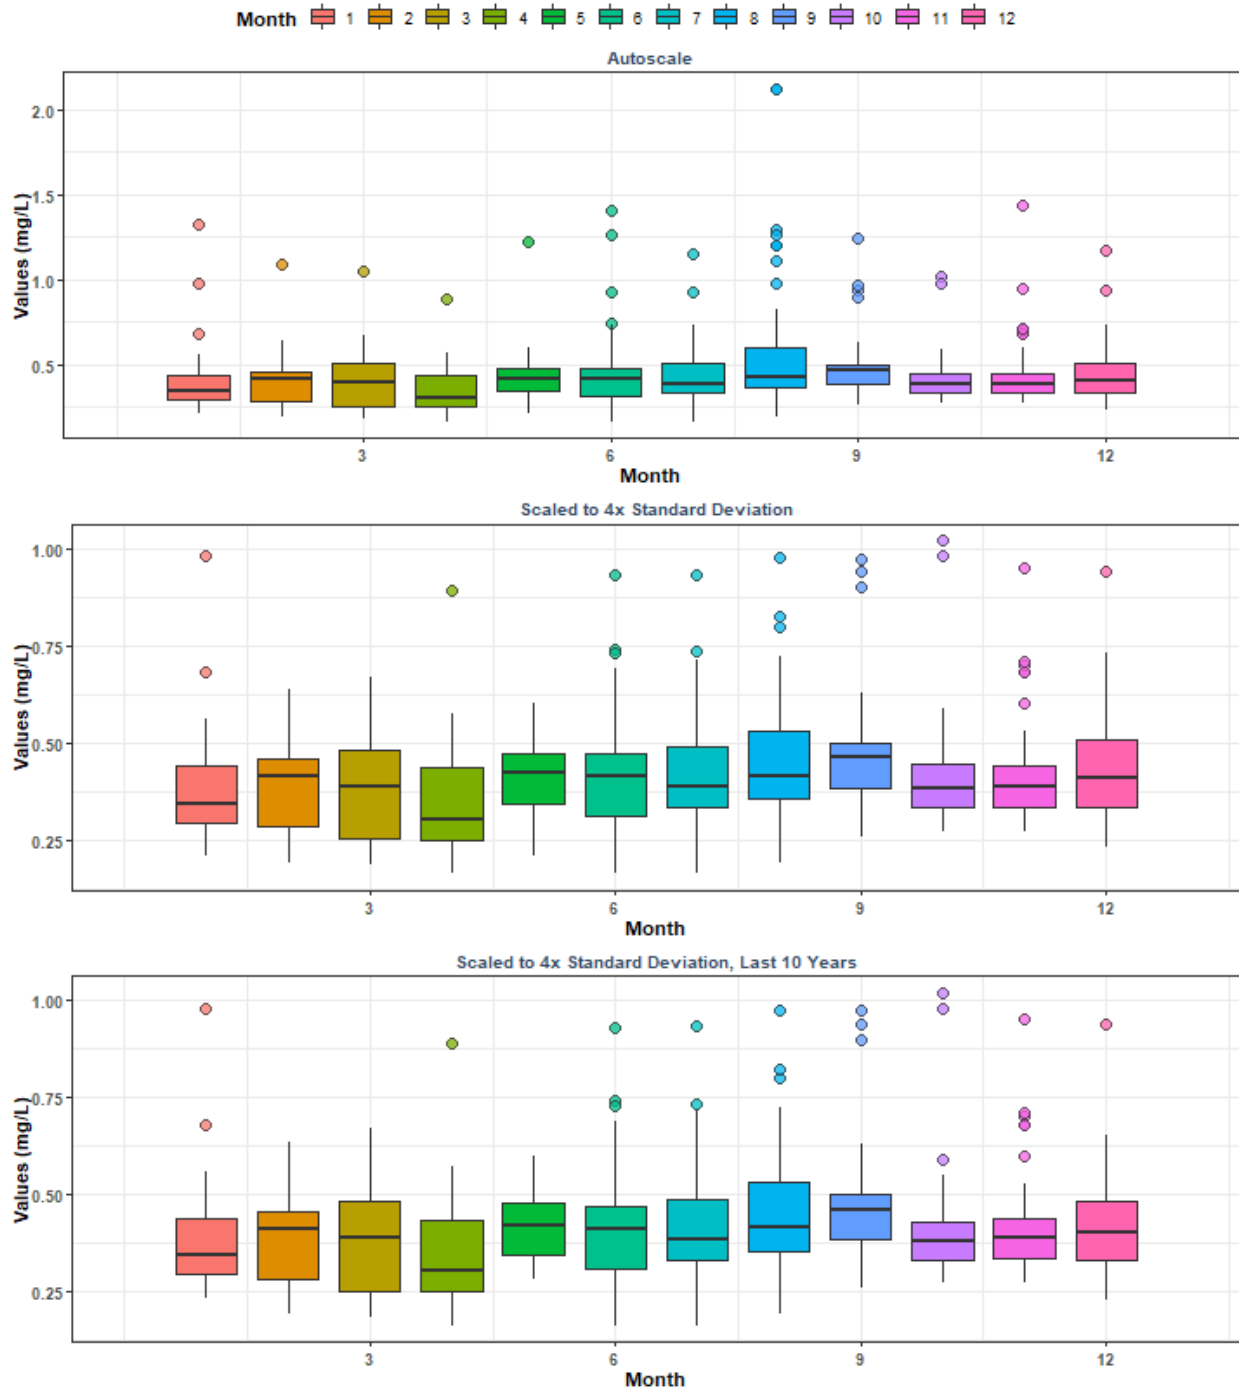 Month 1 2 3 4 5 6 7 8 9 10 11 12
Autoscale
Values (mg/L)
2.0
1.5
1.0
0.5
3 6 9 12
Month
Scaled to 4x Standard Deviation
Values (mg/L)
1.00
0.75
0.50
0.25
3 6 9 12
Month
Scaled to 4x Standard Deviation, Last 10 Years
Values (mg/L)
1.00
0.75
0.50
0.25
3 6 9 12
Month